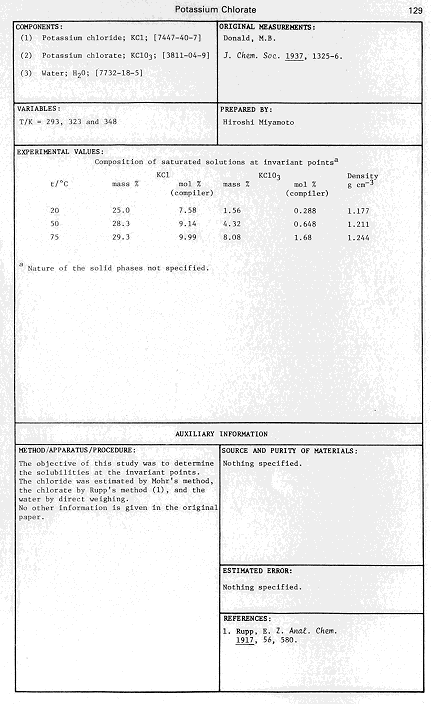 Potassium Chlorate
129
COMPONENTS:
(1) Potassium chloride; KCl; [7447-40-7]
(2) Potassium chlorate; KClO3; [3811-04-9]
(3) Water; H2O; [7732-18-5]
ORIGINAL MEASUREMENTS:
Donald, M.B.
J. Chem. Soc. 1937, 1325-6.
VARIABLES:
T/K = 293, 323 and 348
PREPARED BY:
Hiroshi Miyamoto
EXPERIMENTAL VALUES:
Composition of saturated solutions at invariant pointsa
KCl KClO3 Density
t/°C mass % mol % mass % mol % g cm-3
(compiler) (compiler)
20 25.0 7.58 1.56 0.288 1.177
50 28.3 9.14 4.32 0.648 1.211
75 29.3 9.99 8.08 1.68 1.244
a Nature of the solid phases not specified.
AUXILIARY INFORMATION
METHOD/APPARATUS/PROCEDURE:
The objective of this study was to determine
the solubilities at the invariant points.
The chloride was estimated by Mohr's method,
the chlorate by Rupp's method (1), and the
water by direct weighing.
No other information is given in the original
paper.
SOURCE AND PURITY OF MATERIALS:
Nothing specified.
ESTIMATED ERROR:
Nothing specified.
REFERENCES:
1. Rupp, E. Z. Anal. Chem.
1917, 56, 580.